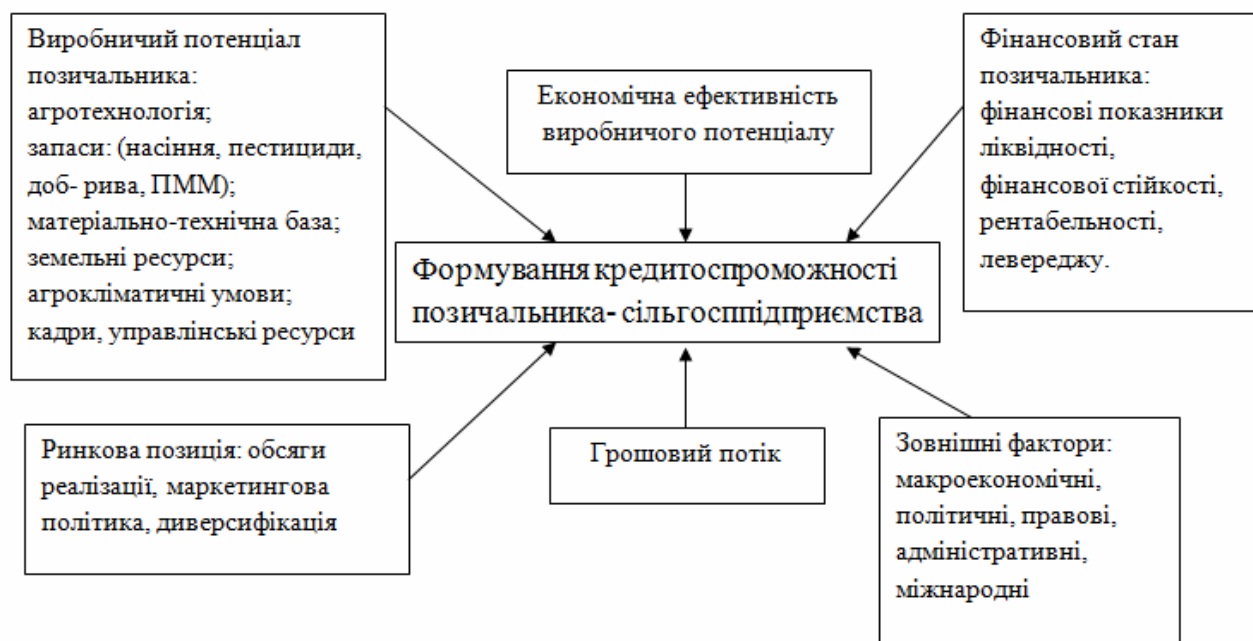 Виробничий потенціал
позичальника:
агротехнологія;
запаси: (насіння, пестициди,
доб- рива, ПММ);
матеріально-технічна база;
земельні ресурси;
агрокліматичні умови;
кадри, управлінські ресурси
Економічна ефективність
виробничого потенціалу
Фінансовий стан
позичальника:
фінансові показники
ліквідності,
фінансової стійкості,
рентабельності,
левереджу.
Формування кредитоспроможності
позичальника- сільгосппідприємства
Ринкова позиція: обсяги
реалізації, маркетингова
політика, диверсифікація
Грошовий потік
Зовнішні фактори:
макроекономічні,
політичні, правові,
адміністративні,
міжнародні